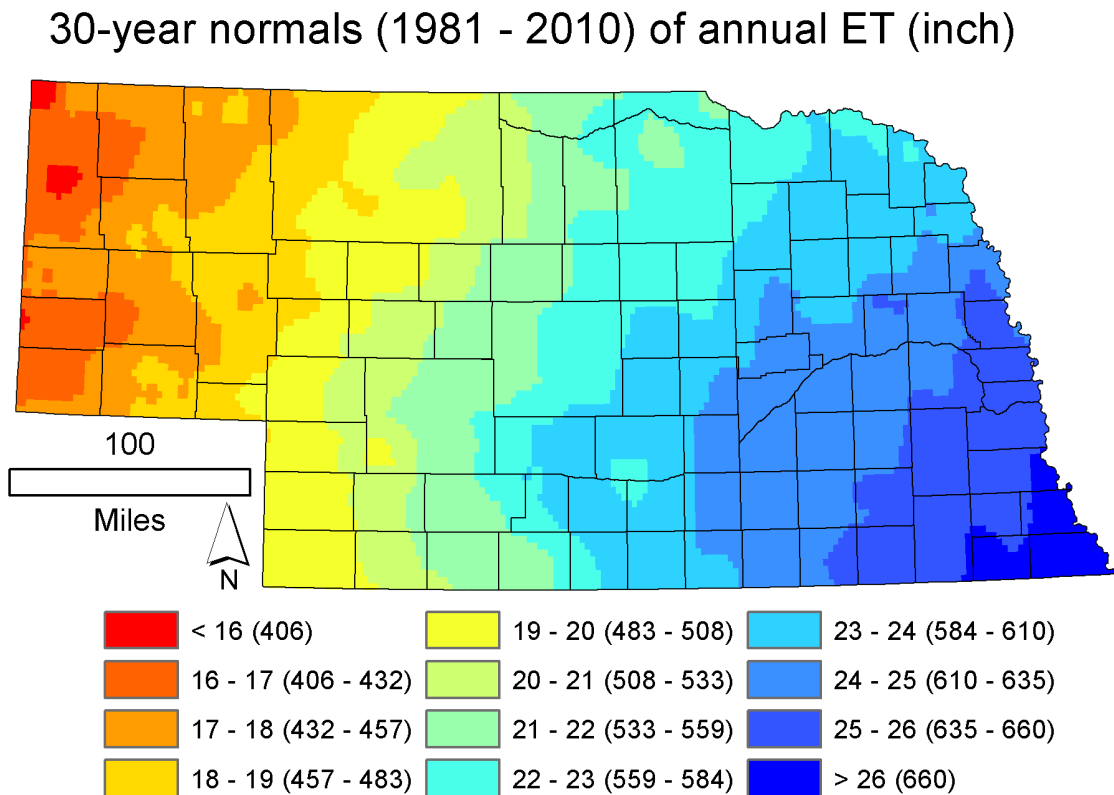 30-year normals (1981 - 2010) of annual ET (inch)
100
Miles
N
< 16 (406)
16 - 17 (406 - 432)
17 - 18 (432 - 457)
18 - 19 (457 - 483)
19 - 20 (483 - 508)
20 - 21 (508 - 533)
21 - 22 (533 - 559)
22 - 23 (559 - 584)
23 - 24 (584 - 610)
24 - 25 (610 - 635)
25 - 26 (635 - 660)
> 26 (660)